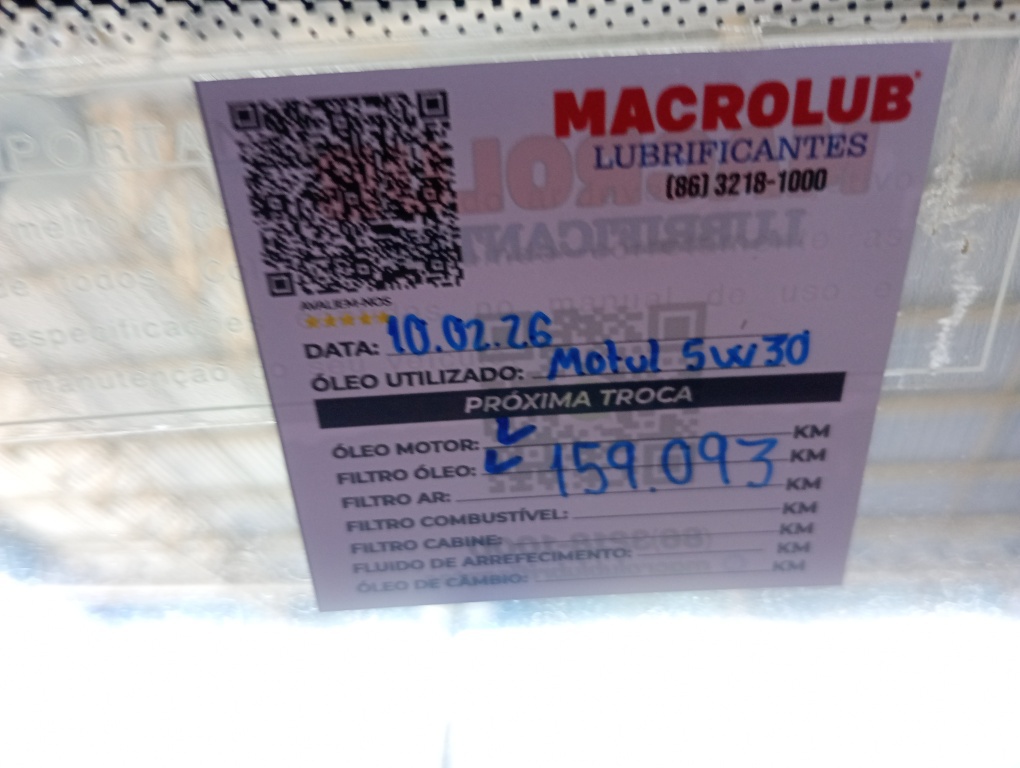 MACROLUB
LUBRIFICANTES
(86) 3218-1000
AVALIEM-NOS
DATA: 10.02.26
ÓLEO UTILIZADO: Motul 5w30
PRÓXIMA TROCA
ÓLEO MOTOR: KM
FILTRO ÓLEO: 159.093 KM
FILTRO AR: KM
FILTRO COMBUSTÍVEL: KM
FILTRO CABINE: KM
FLUIDO DE ARREFECIMENTO: KM
ÓLEO DE CÂMBIO: KM